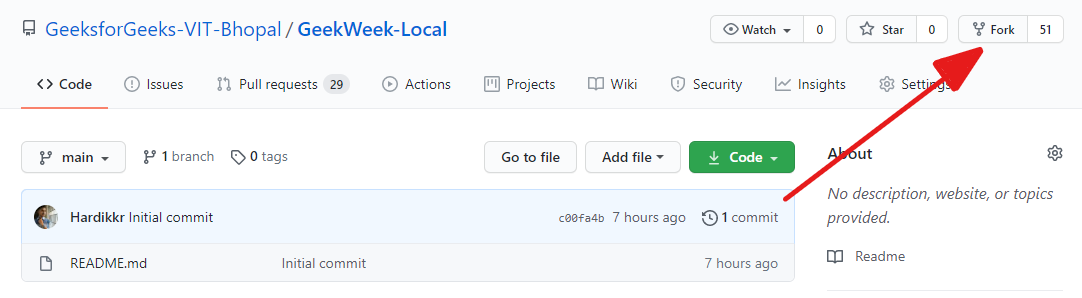 GeeksforGeeks-VIT-Bhopal / GeekWeek-Local Watch 0 Star 0 Fork 51
Code Issues Pull requests 29 Actions Projects Wiki Security Insights Settings
main 1 branch 0 tags Go to file Add file Code About
No description, website, or topics
provided.
Hardikkr Initial commit c00fa4b 7 hours ago 1 commit
Readme
README.md Initial commit 7 hours ago